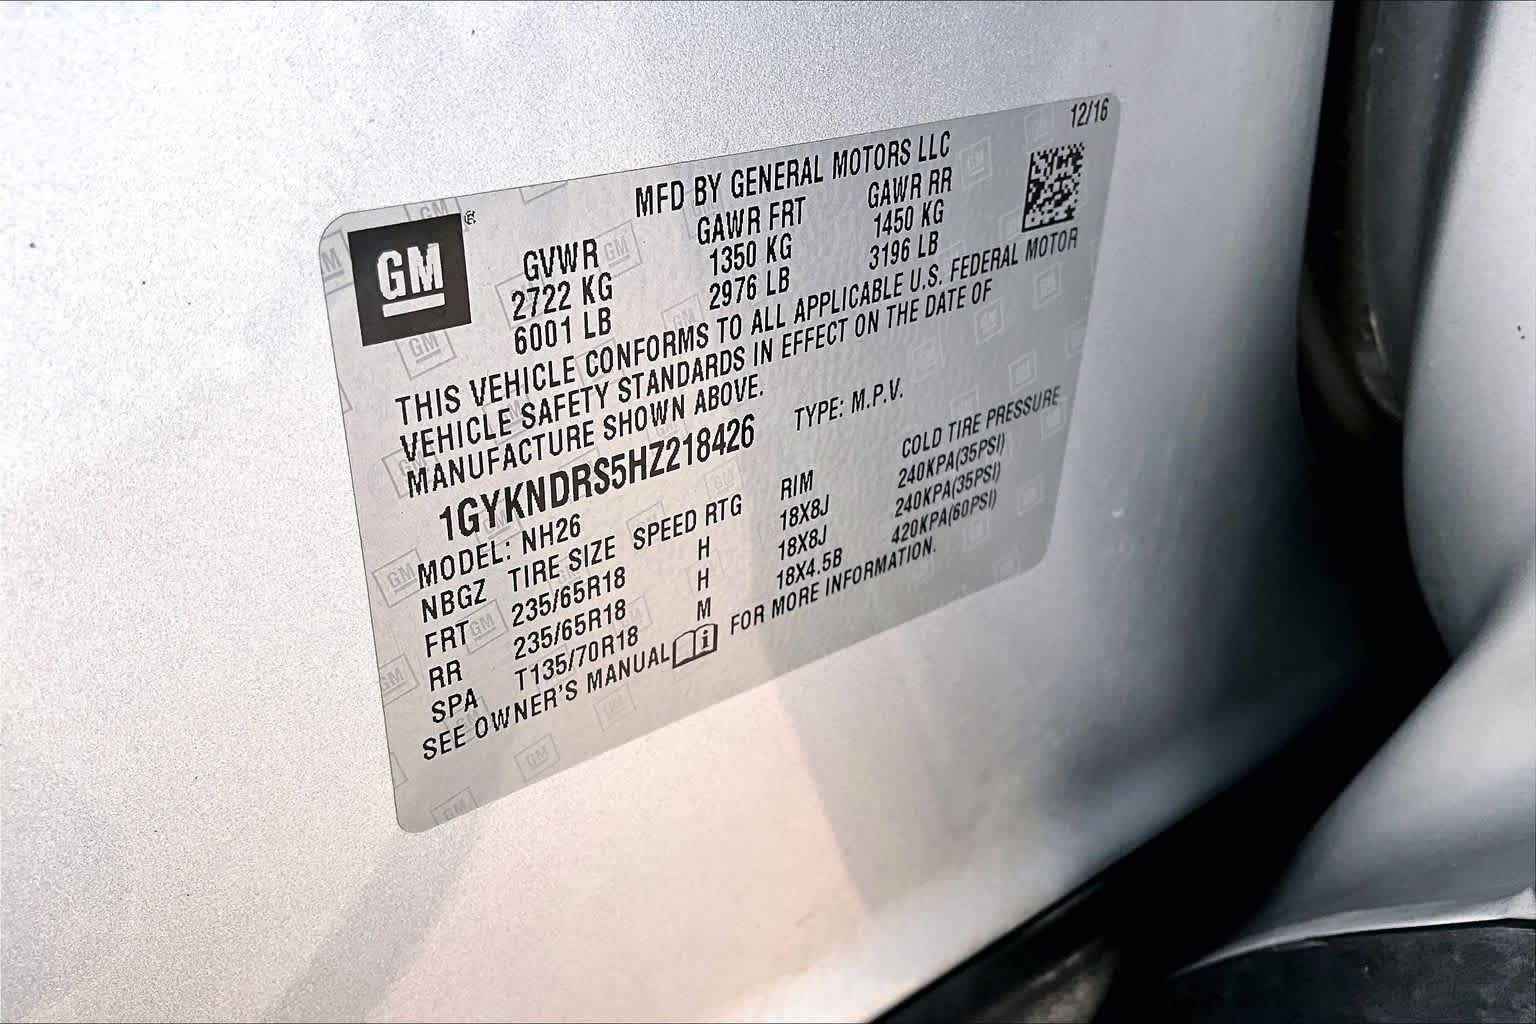 12/16
MFD BY GENERAL MOTORS LLC
GM
GVWR GAWR FRT GAWR RR
2722 KG 1350 KG 1450 KG
6001 LB 2976 LB 3196 LB
THIS VEHICLE CONFORMS TO ALL APPLICABLE U.S. FEDERAL MOTOR
VEHICLE SAFETY STANDARDS IN EFFECT ON THE DATE OF
MANUFACTURE SHOWN ABOVE.
1GYKNDRS5HZ218426 TYPE: M.P.V.
MODEL: NH26
NBGZ TIRE SIZE SPEED RTG RIM COLD TIRE PRESSURE
FRT 235/65R18 H 18X8J 240KPA(35PSI)
RR 235/65R18 H 18X8J 240KPA(35PSI)
SPA T135/70R18 M 18X4.5B 420KPA(60PSI)
SEE OWNER'S MANUAL FOR MORE INFORMATION.